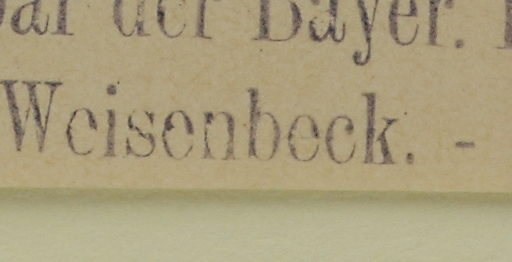 der Bayer.
Weisenbeck. -